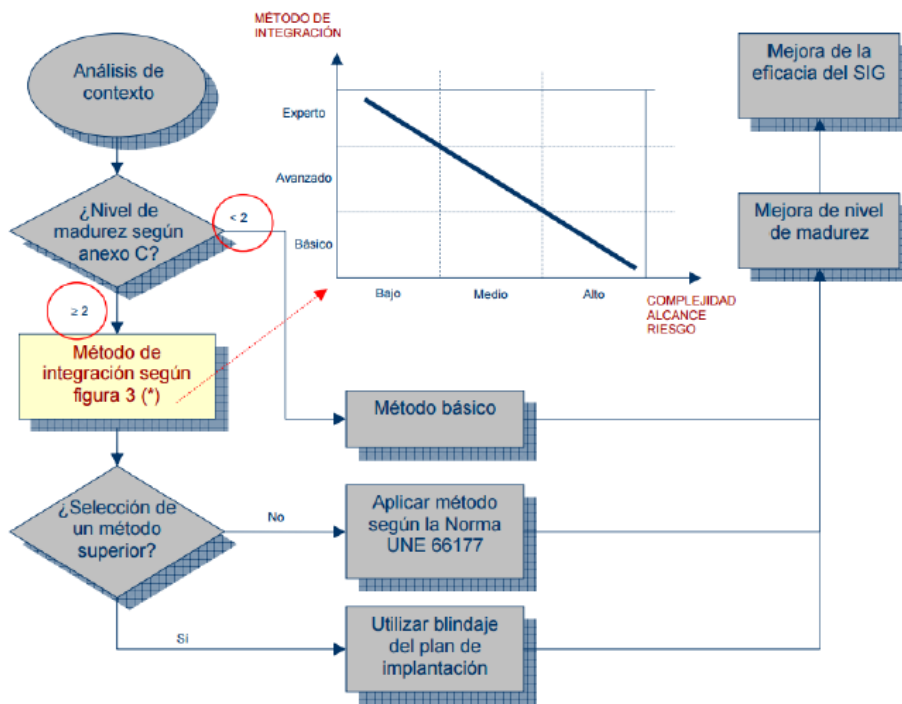 MÉTODO DE
INTEGRACIÓN
Análisis de
contexto
Experto
Avanzado
Básico
Bajo
Medio
Alto
COMPLEJIDAD
ALCANCE
RIESGO
Mejora de la
eficacia del SIG
¿Nivel de
madurez según
anexo C?
< 2
Mejora de nivel
de madurez
≥ 2
Método de
integración según
figura 3 (*)
Método básico
¿Selección de
un método
superior?
No
Aplicar método
según la Norma
UNE 66177
Sí
Utilizar blindaje
del plan de
implantación